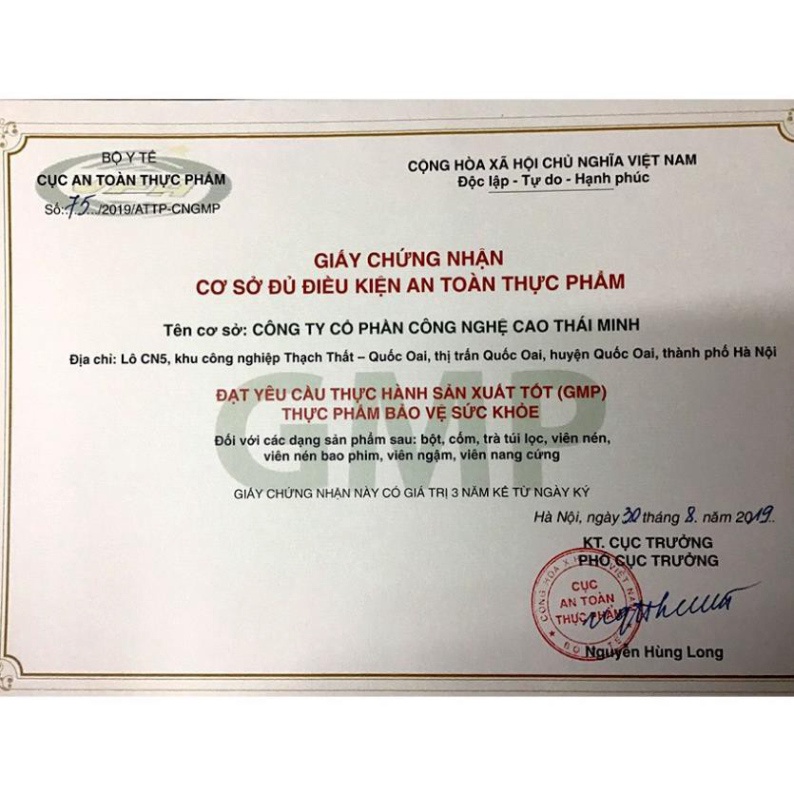 BỘ Y TẾ
CỤC AN TOÀN THỰC PHẨM
Số: 75.../2019/ATTP-CNGMP
CỘNG HÒA XÃ HỘI CHỦ NGHĨA VIỆT NAM
Độc lập - Tự do - Hạnh phúc
GIẤY CHỨNG NHẬN
CƠ SỞ ĐỦ ĐIỀU KIỆN AN TOÀN THỰC PHẨM
Tên cơ sở: CÔNG TY CỔ PHẦN CÔNG NGHỆ CAO THÁI MINH
Địa chỉ: Lô CN5, khu công nghiệp Thạch Thất – Quốc Oai, thị trấn Quốc Oai, huyện Quốc Oai, thành phố Hà Nội
GMP
ĐẠT YÊU CẦU THỰC HÀNH SẢN XUẤT TỐT (GMP)
THỰC PHẨM BẢO VỆ SỨC KHỎE
Đối với các dạng sản phẩm sau: bột, cốm, trà túi lọc, viên nén,
viên nén bao phim, viên ngậm, viên nang cứng
GIẤY CHỨNG NHẬN NÀY CÓ GIÁ TRỊ 3 NĂM KỂ TỪ NGÀY KÝ
Hà Nội, ngày 30 tháng 8. năm 2019..
KT. CỤC TRƯỞNG
PHÓ CỤC TRƯỞNG
CỤC
AN TOÀN
THỰC PHẨM
Nguyễn Hùng Long